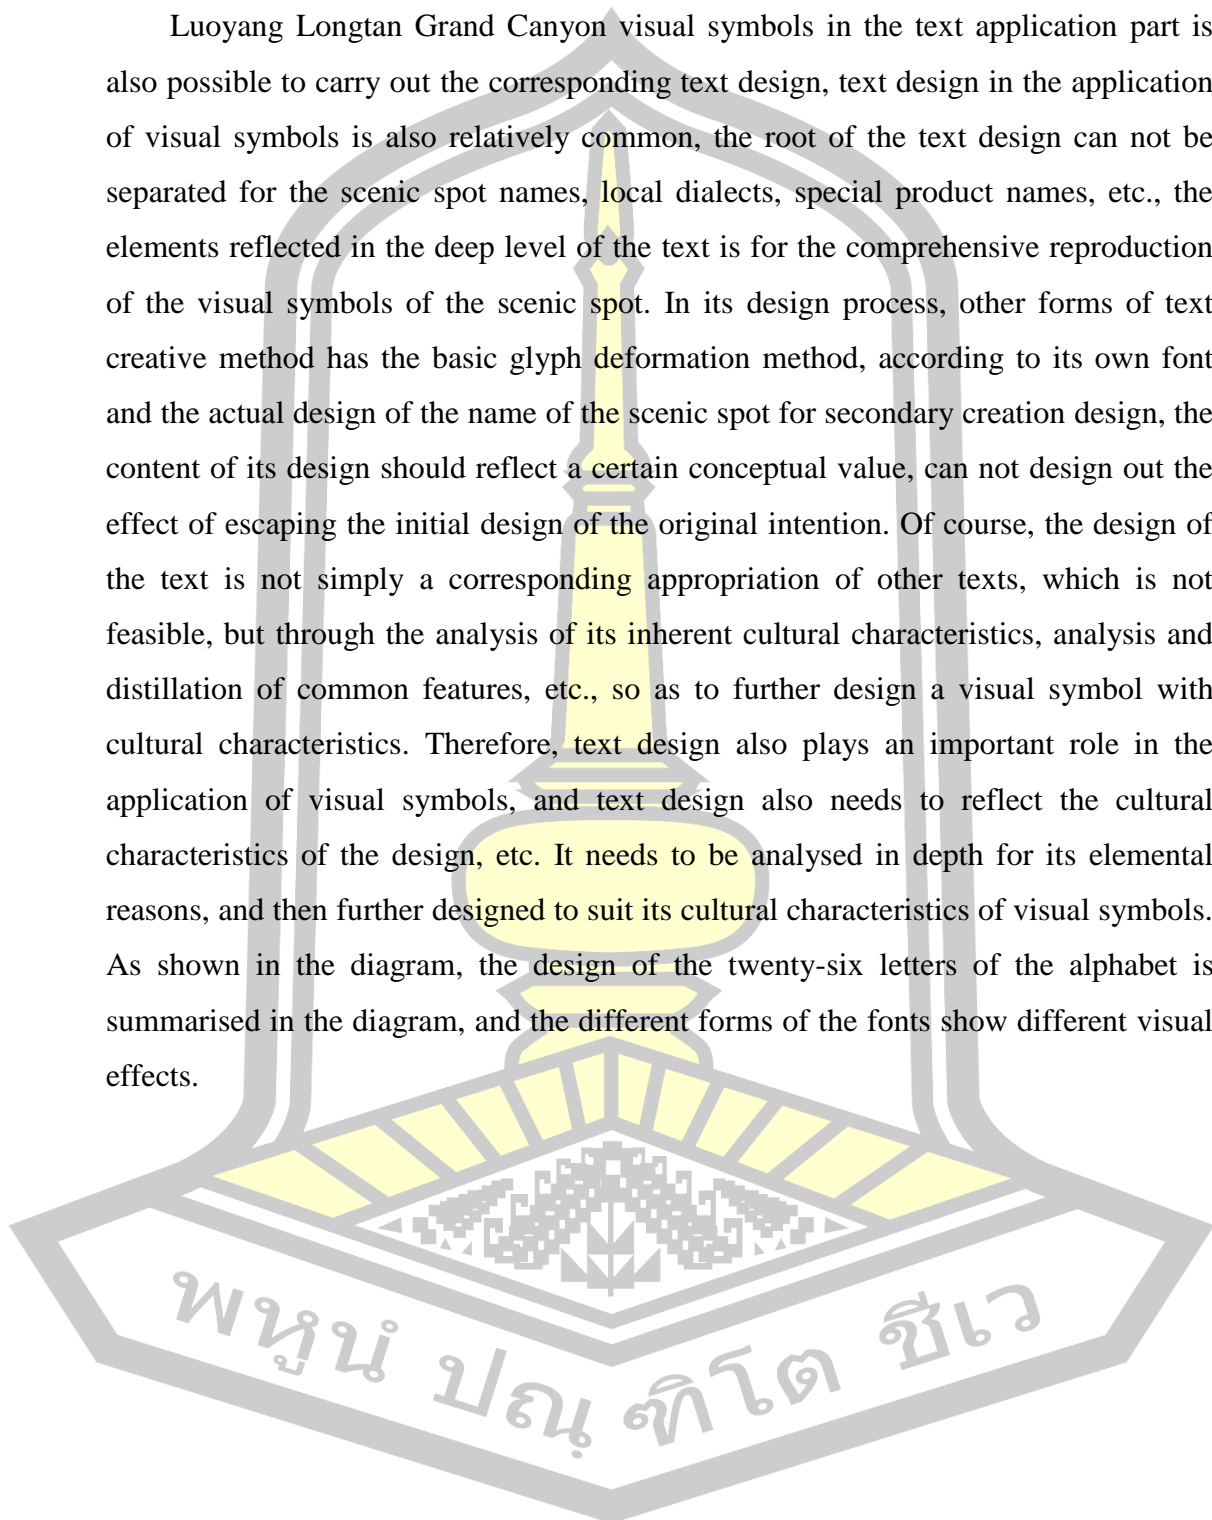 Luoyang Longtan Grand Canyon visual symbols in the text application part is
also possible to carry out the corresponding text design, text design in the application
of visual symbols is also relatively common, the root of the text design can not be
separated for the scenic spot names, local dialects, special product names, etc., the
elements reflected in the deep level of the text is for the comprehensive reproduction
of the visual symbols of the scenic spot. In its design process, other forms of text
creative method has the basic glyph deformation method, according to its own font
and the actual design of the name of the scenic spot for secondary creation design, the
content of its design should reflect a certain conceptual value, can not design out the
effect of escaping the initial design of the original intention. Of course, the design of
the text is not simply a corresponding appropriation of other texts, which is not
feasible, but through the analysis of its inherent cultural characteristics, analysis and
distillation of common features, etc., so as to further design a visual symbol with
cultural characteristics. Therefore, text design also plays an important role in the
application of visual symbols, and text design also needs to reflect the cultural
characteristics of the design, etc. It needs to be analysed in depth for its elemental
reasons, and then further designed to suit its cultural characteristics of visual symbols.
As shown in the diagram, the design of the twenty-six letters of the alphabet is
summarised in the diagram, and the different forms of the fonts show different visual
effects.
พหูนํ ปณฺ ฑิโต ชีเว